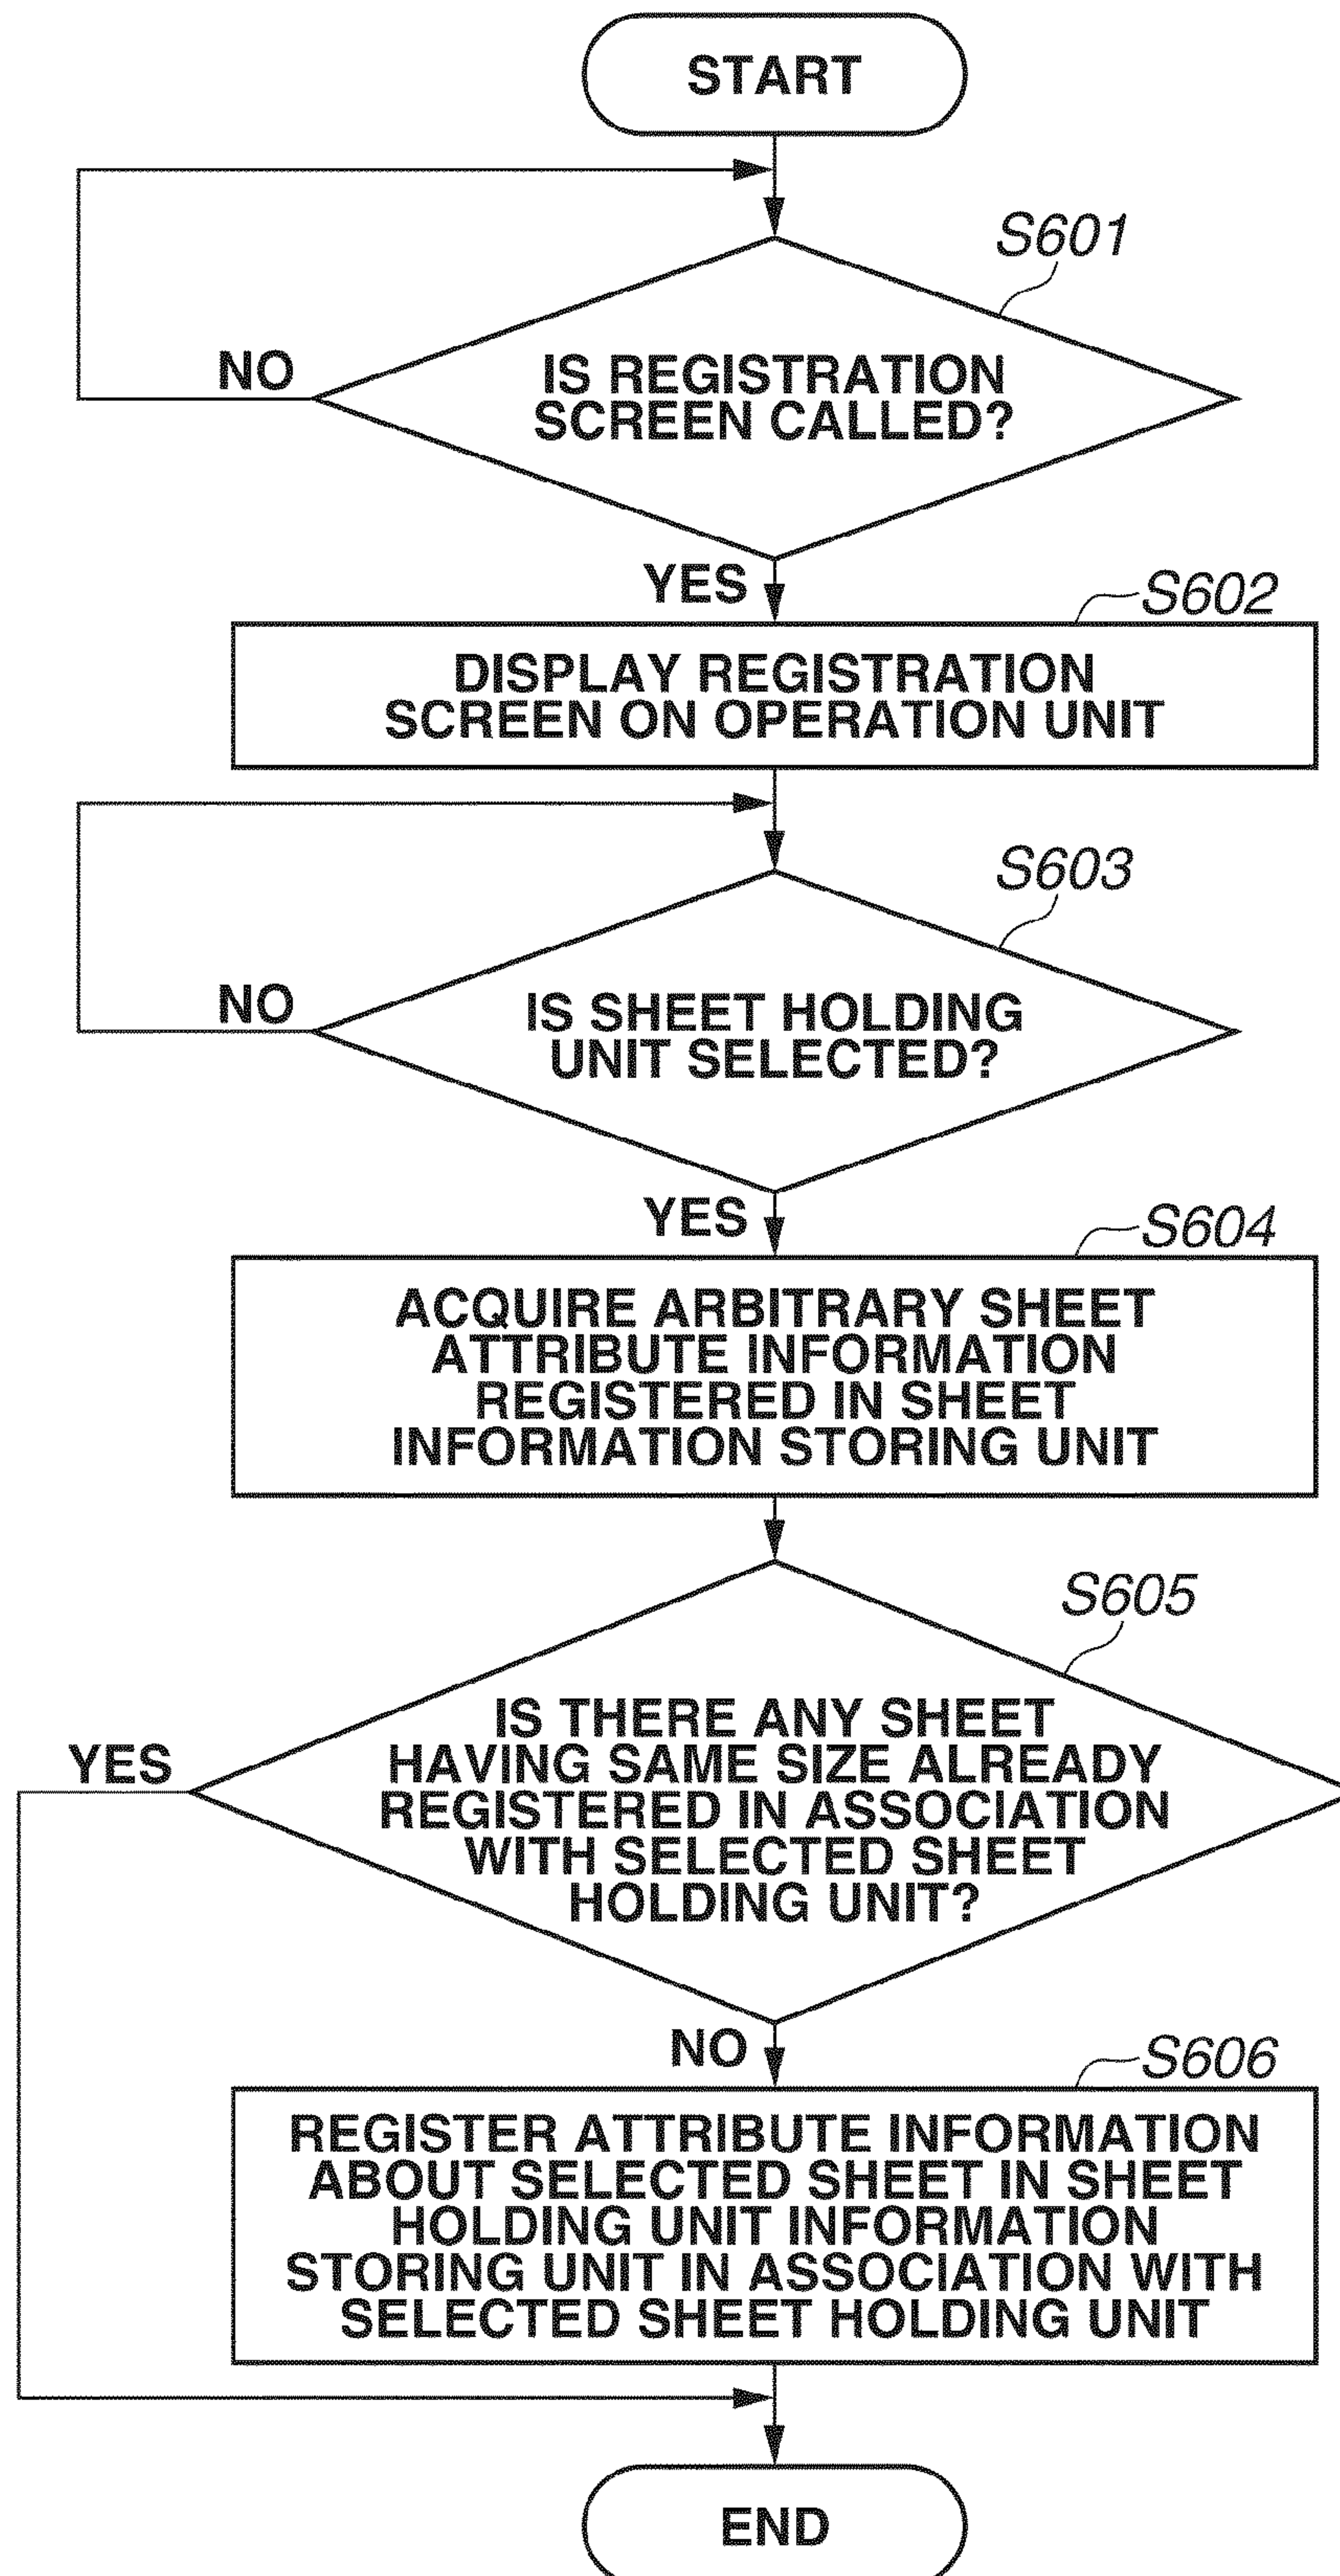 START
S601
NO
IS REGISTRATION
SCREEN CALLED?
YES
S602
DISPLAY REGISTRATION
SCREEN ON OPERATION UNIT
S603
NO
IS SHEET HOLDING
UNIT SELECTED?
YES
S604
ACQUIRE ARBITRARY SHEET
ATTRIBUTE INFORMATION
REGISTERED IN SHEET
INFORMATION STORING UNIT
S605
YES
IS THERE ANY SHEET
HAVING SAME SIZE ALREADY
REGISTERED IN ASSOCIATION
WITH SELECTED SHEET
HOLDING UNIT?
NO
S606
REGISTER ATTRIBUTE INFORMATION
ABOUT SELECTED SHEET IN SHEET
HOLDING UNIT INFORMATION
STORING UNIT IN ASSOCIATION WITH
SELECTED SHEET HOLDING UNIT
END